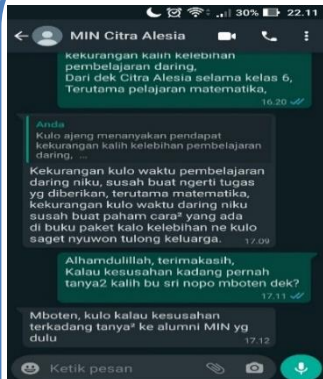 30% 22.11
MIN Citra Alesia
kekurangan kalih kelebihan
pembelajaran daring,
Dari dek Citra Alesia selama kelas 6,
Terutama pelajaran matematika,
16.20
Anda
Kulo ajeng menanyakan pendapat
kekurangan kalih kelebihan pembelajaran
daring, ...
Kekurangan kulo waktu pembelajaran
daring niku, susah buat ngerti tugas
yg diberikan, terutama matematika,
kekurangan kulo waktu daring niku
susah buat paham cara² yang ada
di buku paket kalo kelebihan ne kulo
saget nyuwon tulong keluarga. 17.09
Alhamdulillah, terimakasih,
Kalau kesusahan kadang pernah
tanya2 kalih bu sri nopo mboten dek?
17.11
Mboten, kulo kalau kesusahan
terkadang tanya² ke alumni MIN yg
dulu 17.12
Ketik pesan